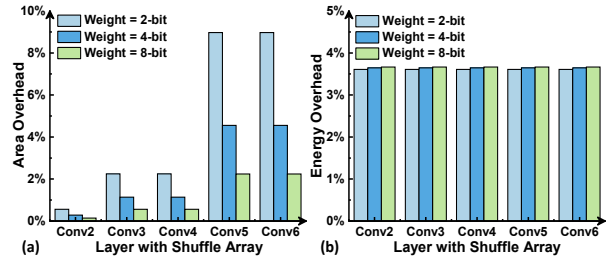 10%
8%
6%
4%
2%
0%
Area Overhead
Weight = 2-bit
Weight = 4-bit
Weight = 8-bit
Conv2 Conv3 Conv4 Conv5 Conv6
(a) Layer with Shuffle Array
5%
4%
3%
2%
1%
0%
Energy Overhead
Weight = 2-bit
Weight = 4-bit
Weight = 8-bit
Conv2 Conv3 Conv4 Conv5 Conv6
(b) Layer with Shuffle Array